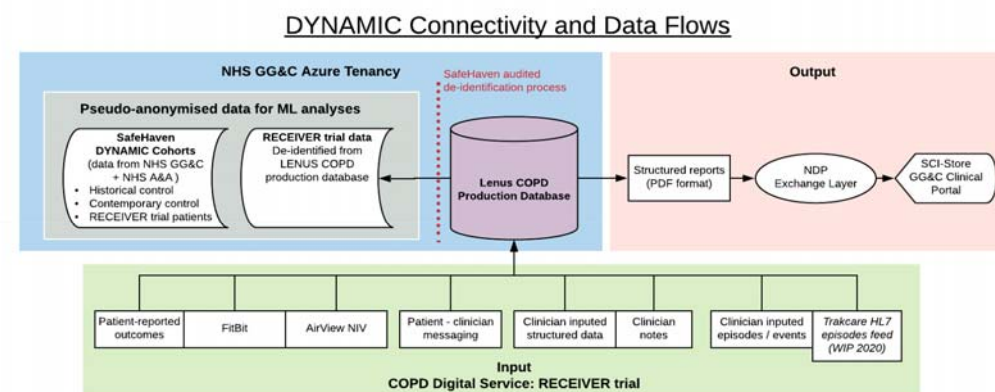 DYNAMIC Connectivity and Data Flows
NHS GG&C Azure Tenancy
SafeHaven audited
de-identification process
Output
Pseudo-anonymised data for ML analyses
SafeHaven
DYNAMIC Cohorts
(data from NHS GG&C
+ NHS A&A )
• Historical control
• Contemporary control
• RECEIVER trial patients
RECEIVER trial data
De-identified from
LENUS COPD
production database
Lenus COPD
Production Database
Structured reports
(PDF format)
NDP
Exchange Layer
SCI-Store
GG&C Clinical
Portal
Patient-reported
outcomes
FitBit
AirView NIV
Patient - clinician
messaging
Clinician inputed
structured data
Clinician
notes
Clinician inputed
episodes / events
Trakcare HL7
episodes feed
(WIP 2020)
Input
COPD Digital Service: RECEIVER trial